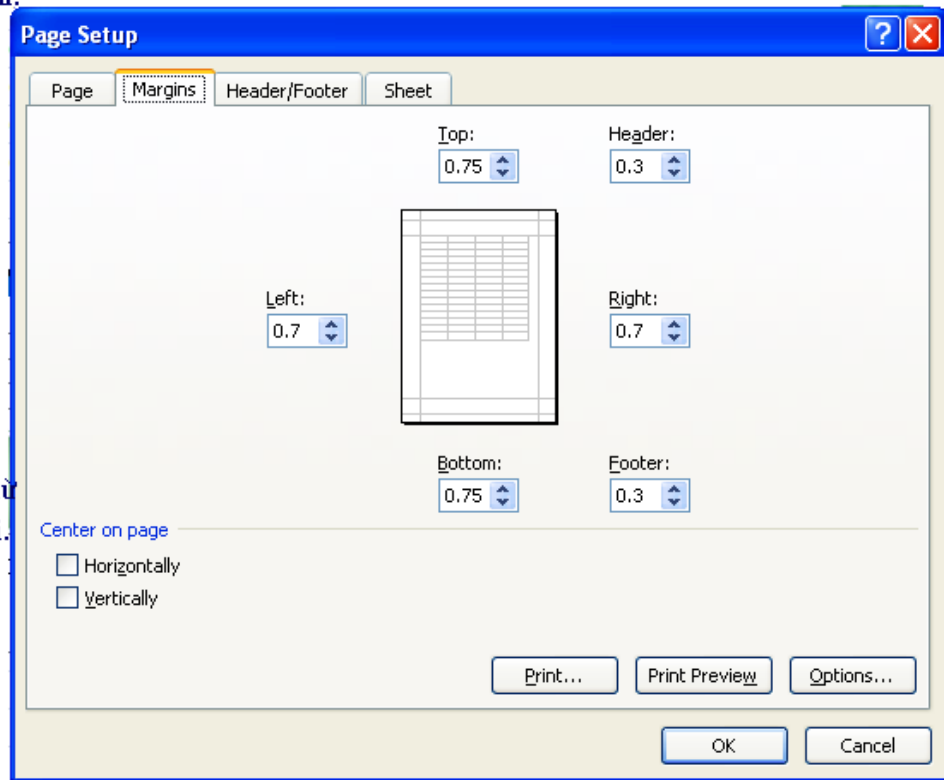 Page Setup
Page Margins Header/Footer Sheet
Top: Header:
0.75 0.3
Left: Right:
0.7 0.7
Bottom: Footer:
0.75 0.3
Center on page
Horizontally
Vertically
Print... Print Preview Options...
OK Cancel